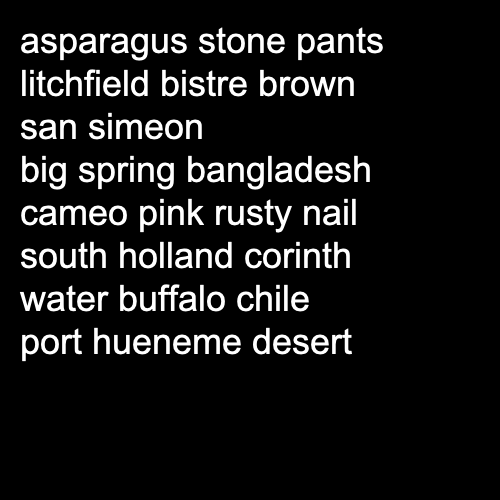 asparagus stone pants
litchfield bistre brown
san simeon
big spring bangladesh
cameo pink rusty nail
south holland corinth
water buffalo chile
port hueneme desert